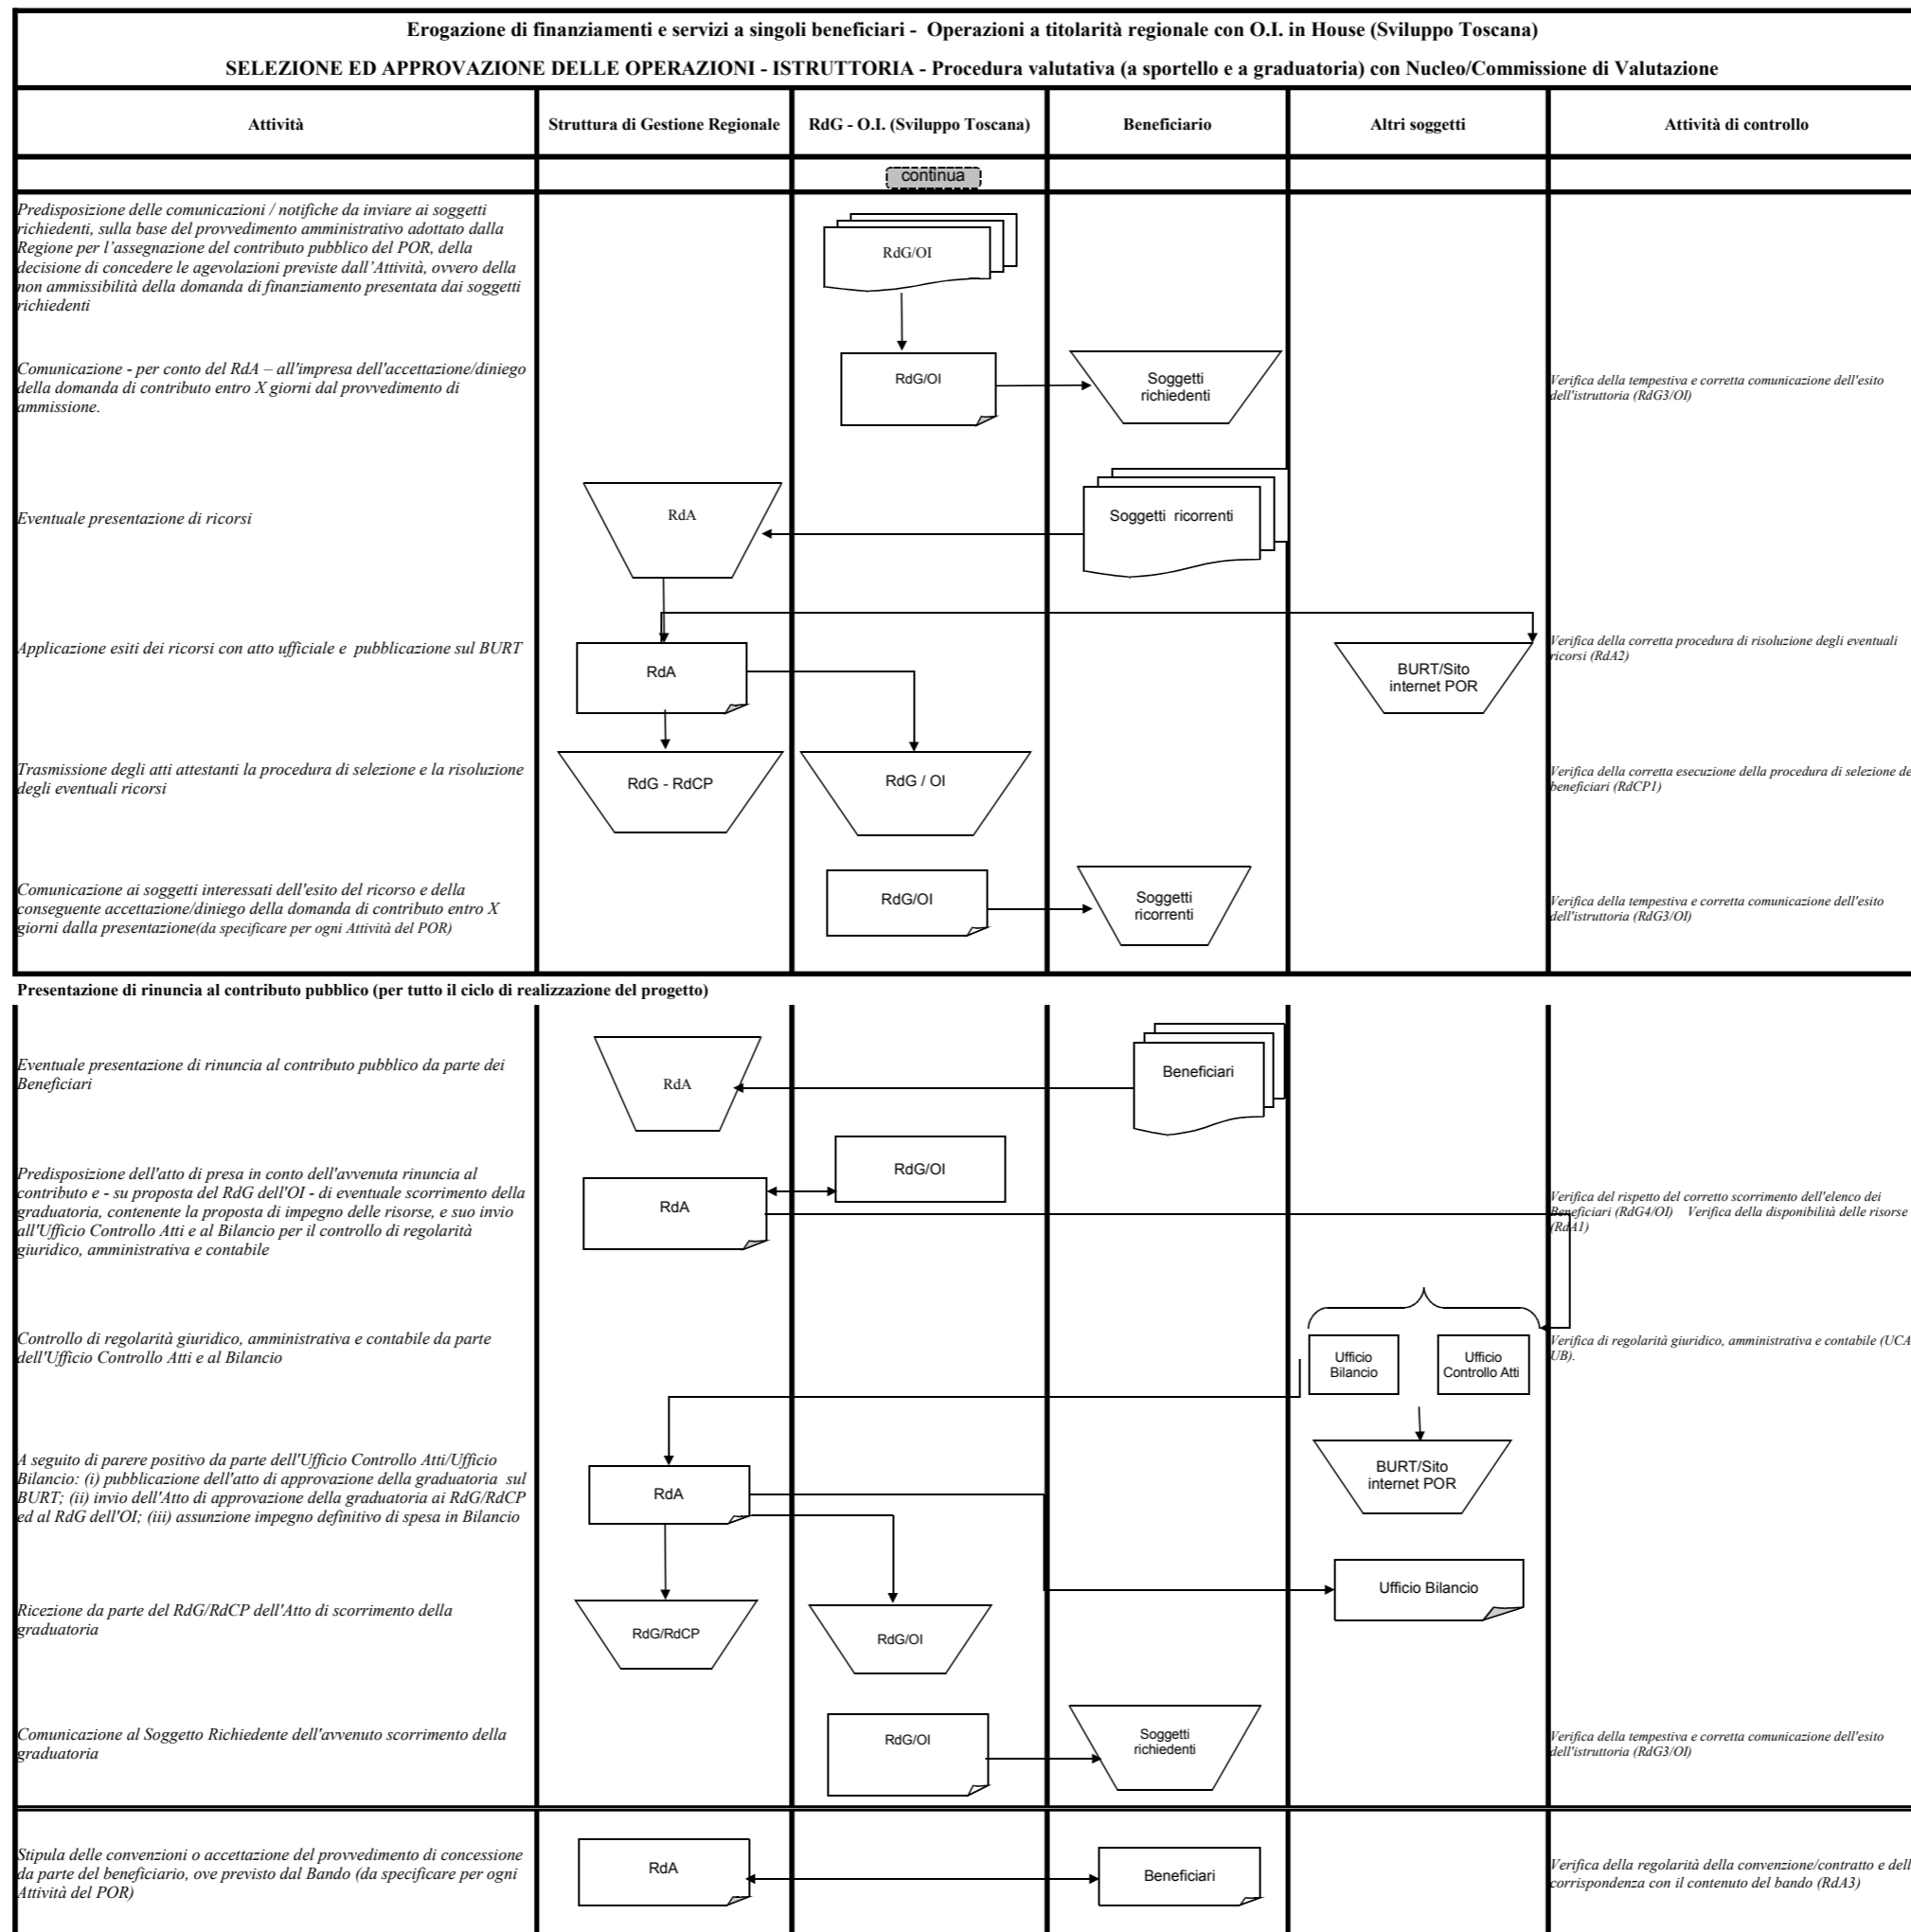 Erogazione di finanziamenti e servizi a singoli beneficiari - Operazioni a titolarità regionale con O.I. in House (Sviluppo Toscana)
SELEZIONE ED APPROVAZIONE DELLE OPERAZIONI - ISTRUTTORIA - Procedura valutativa (a sportello e a graduatoria) con Nucleo/Commissione di Valutazione
Attività
Struttura di Gestione Regionale
RdG - O.I. (Sviluppo Toscana)
Beneficiario
Altri soggetti
Attività di controllo
continua
Predisposizione delle comunicazioni / notifiche da inviare ai soggetti
richiedenti, sulla base del provvedimento amministrativo adottato dalla
Regione per l'assegnazione del contributo pubblico del POR, della
decisione di concedere le agevolazioni previste dall'Attività, ovvero della
non ammissibilità della domanda di finanziamento presentata dai soggetti
richiedenti
RdG/OI
Comunicazione - per conto del RdA – all'impresa dell'accettazione/diniego
della domanda di contributo entro X giorni dal provvedimento di
ammissione.
RdG/OI
Soggetti
richiedenti
Verifica della tempestiva e corretta comunicazione dell'esito
dell'istruttoria (RdG3/OI)
Eventuale presentazione di ricorsi
RdA
Soggetti ricorrenti
Applicazione esiti dei ricorsi con atto ufficiale e pubblicazione sul BURT
RdA
BURT/Sito
internet POR
Verifica della corretta procedura di risoluzione degli eventuali
ricorsi (RdA2)
Trasmissione degli atti attestanti la procedura di selezione e la risoluzione
degli eventuali ricorsi
RdG - RdCP
RdG / OI
Verifica della corretta esecuzione della procedura di selezione de
beneficiari (RdCP1)
Comunicazione ai soggetti interessati dell'esito del ricorso e della
conseguente accettazione/diniego della domanda di contributo entro X
giorni dalla presentazione(da specificare per ogni Attività del POR)
RdG/OI
Soggetti
ricorrenti
Verifica della tempestiva e corretta comunicazione dell'esito
dell'istruttoria (RdG3/OI)
Presentazione di rinuncia al contributo pubblico (per tutto il ciclo di realizzazione del progetto)
Eventuale presentazione di rinuncia al contributo pubblico da parte dei
Beneficiari
RdA
Beneficiari
Predisposizione dell'atto di presa in conto dell'avvenuta rinuncia al
contributo e - su proposta del RdG dell'OI - di eventuale scorrimento della
graduatoria, contenente la proposta di impegno delle risorse, e suo invio
all'Ufficio Controllo Atti e al Bilancio per il controllo di regolarità
giuridico, amministrativa e contabile
RdA
RdG/OI
Verifica del rispetto del corretto scorrimento dell'elenco dei
Beneficiari (RdG4/OI) Verifica della disponibilità delle risorse
(RdA1)
Controllo di regolarità giuridico, amministrativa e contabile da parte
dell'Ufficio Controllo Atti e al Bilancio
Ufficio
Bilancio
Ufficio
Controllo Atti
Verifica di regolarità giuridico, amministrativa e contabile (UCA
UB).
A seguito di parere positivo da parte dell'Ufficio Controllo Atti/Ufficio
Bilancio: (i) pubblicazione dell'atto di approvazione della graduatoria sul
BURT; (ii) invio dell'Atto di approvazione della graduatoria ai RdG/RdCP
ed al RdG dell'OI; (iii) assunzione impegno definitivo di spesa in Bilancio
RdA
BURT/Sito
internet POR
Ufficio Bilancio
Ricezione da parte del RdG/RdCP dell'Atto di scorrimento della
graduatoria
RdG/RdCP
RdG/OI
Comunicazione al Soggetto Richiedente dell'avvenuto scorrimento della
graduatoria
RdG/OI
Soggetti
richiedenti
Verifica della tempestiva e corretta comunicazione dell'esito
dell'istruttoria (RdG3/OI)
Stipula delle convenzioni o accettazione del provvedimento di concessione
da parte del beneficiario, ove previsto dal Bando (da specificare per ogni
Attività del POR)
RdA
Beneficiari
Verifica della regolarità della convenzione/contratto e dell
corrispondenza con il contenuto del bando (RdA3)